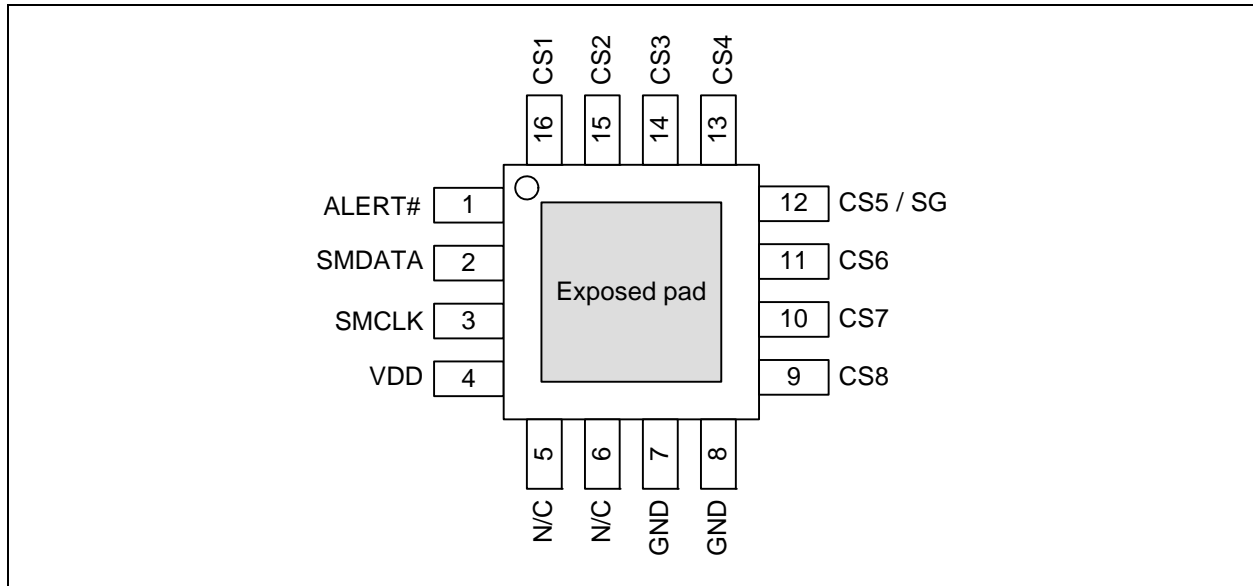 CS1
CS2
CS3
CS4
16
15
14
13
ALERT# 1
SMDATA 2
SMCLK 3
VDD 4
Exposed pad
12 CS5 / SG
11 CS6
10 CS7
9 CS8
5
6
7
8
N/C
N/C
GND
GND